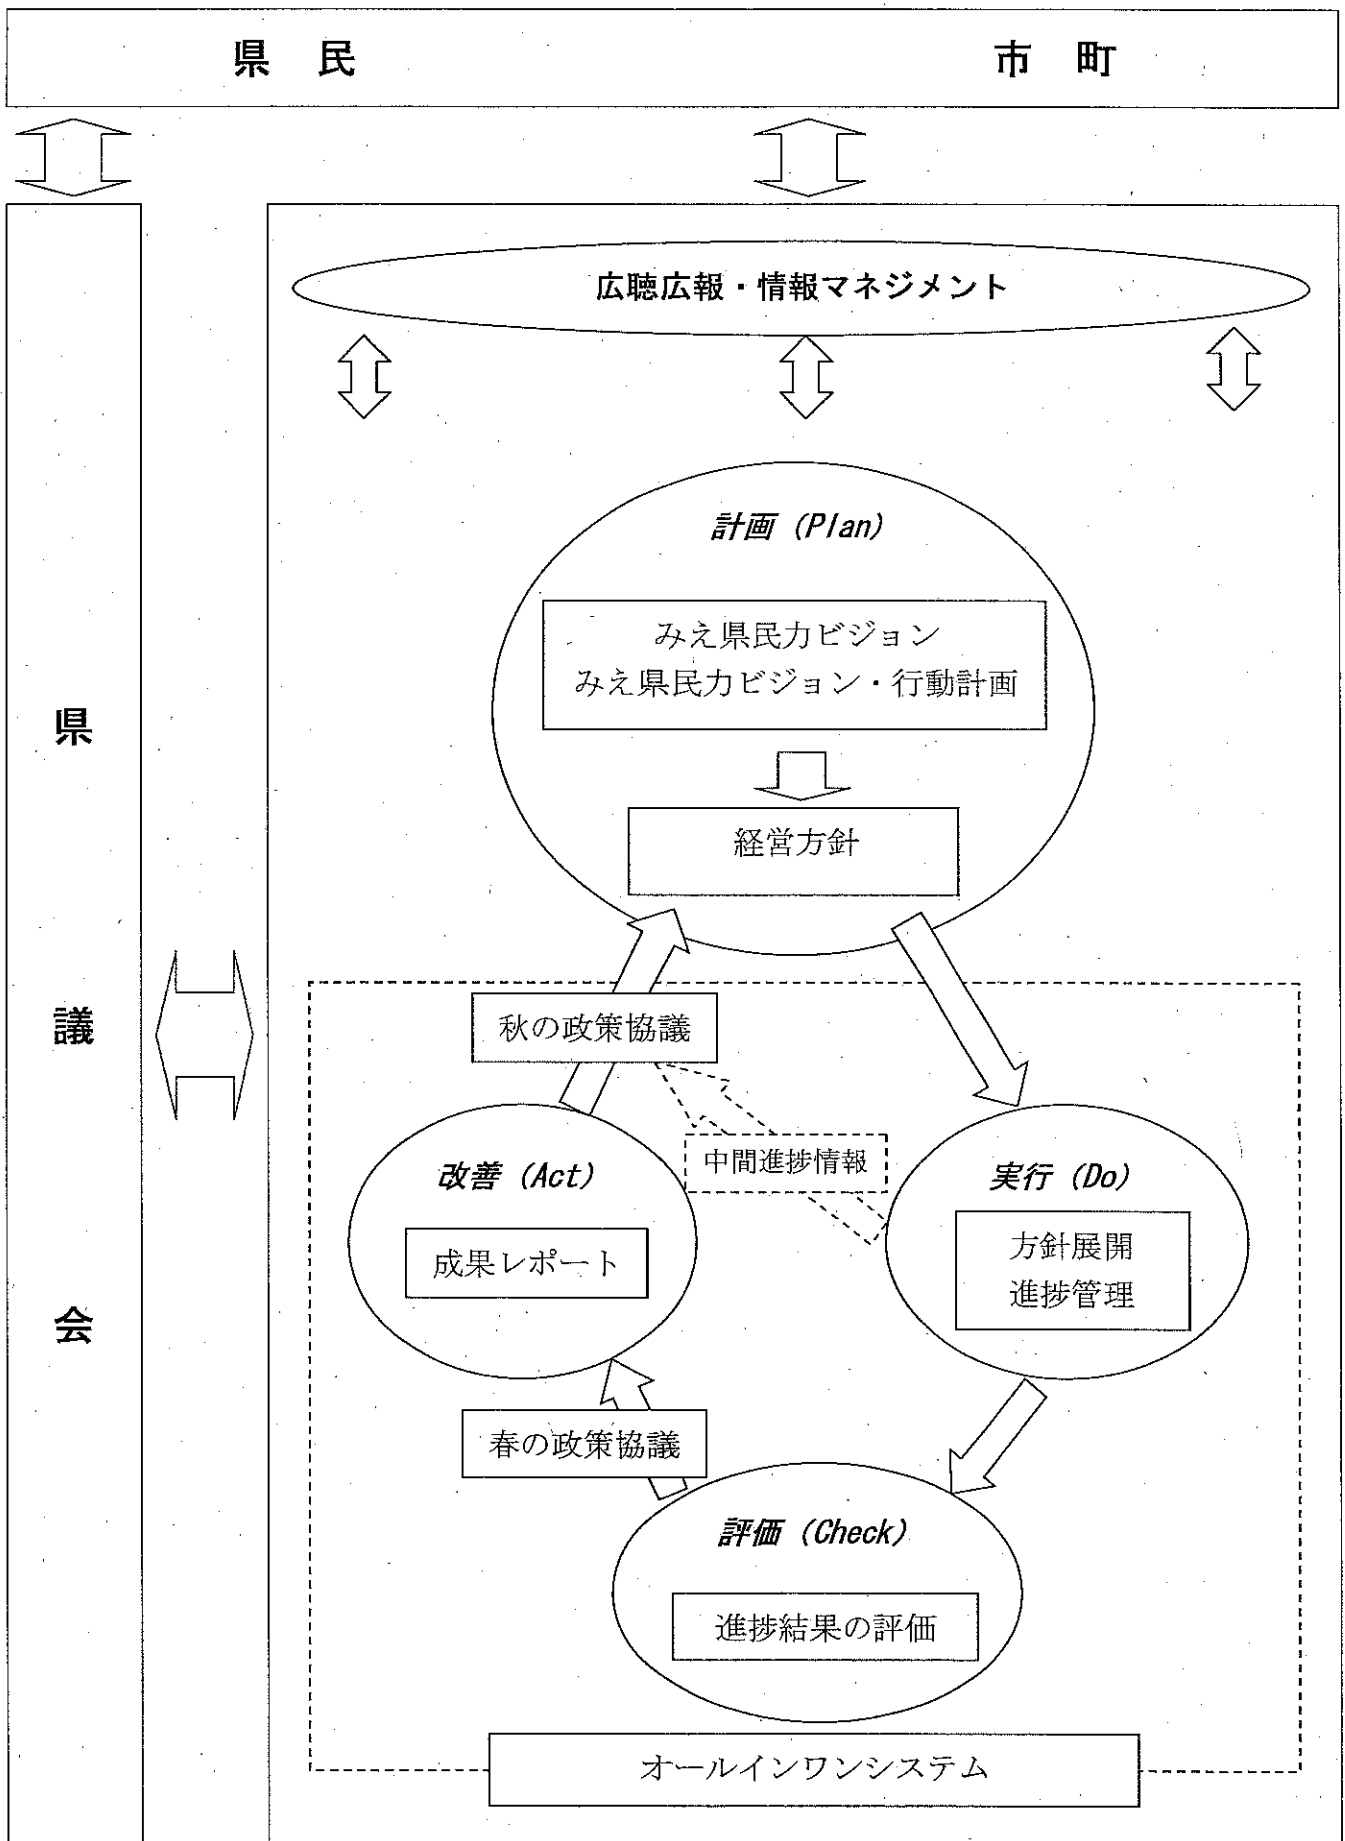 県 民
市 町
広聴広報・情報マネジメント
計画 (Plan)
みえ県民力ビジョン
みえ県民力ビジョン・行動計画
経営方針
県
議
会
秋の政策協議
中間進捗情報
改善 (Act)
成果レポート
実行 (Do)
方針展開
進捗管理
春の政策協議
評価 (Check)
進捗結果の評価
オールインワンシステム